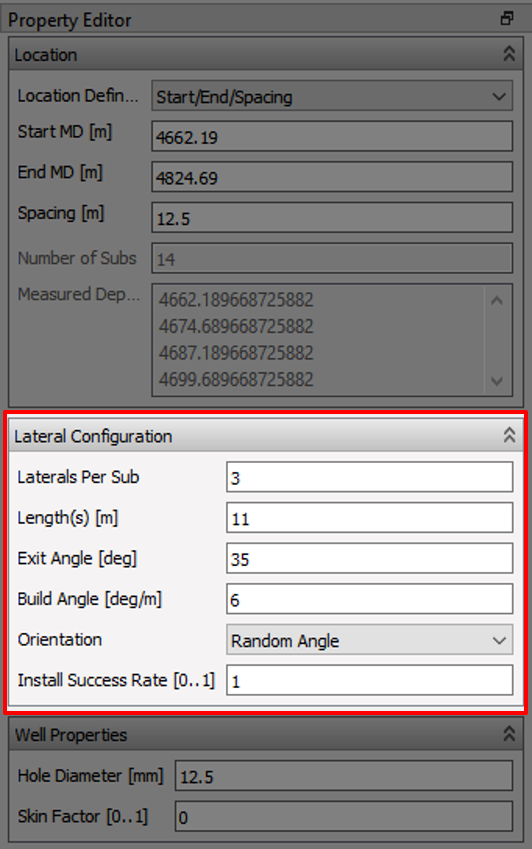 Property Editor
Location
Location Defin... Start/End/Spacing
Start MD [m] 4662.19
End MD [m] 4824.69
Spacing [m] 12.5
Number of Subs 14
Measured Dep... 4662.189668725882
4674.689668725882
4687.189668725882
4699.689668725882
Lateral Configuration
Laterals Per Sub 3
Length(s) [m] 11
Exit Angle [deg] 35
Build Angle [deg/m] 6
Orientation Random Angle
Install Success Rate [0..1] 1
Well Properties
Hole Diameter [mm] 12.5
Skin Factor [0..1] 0